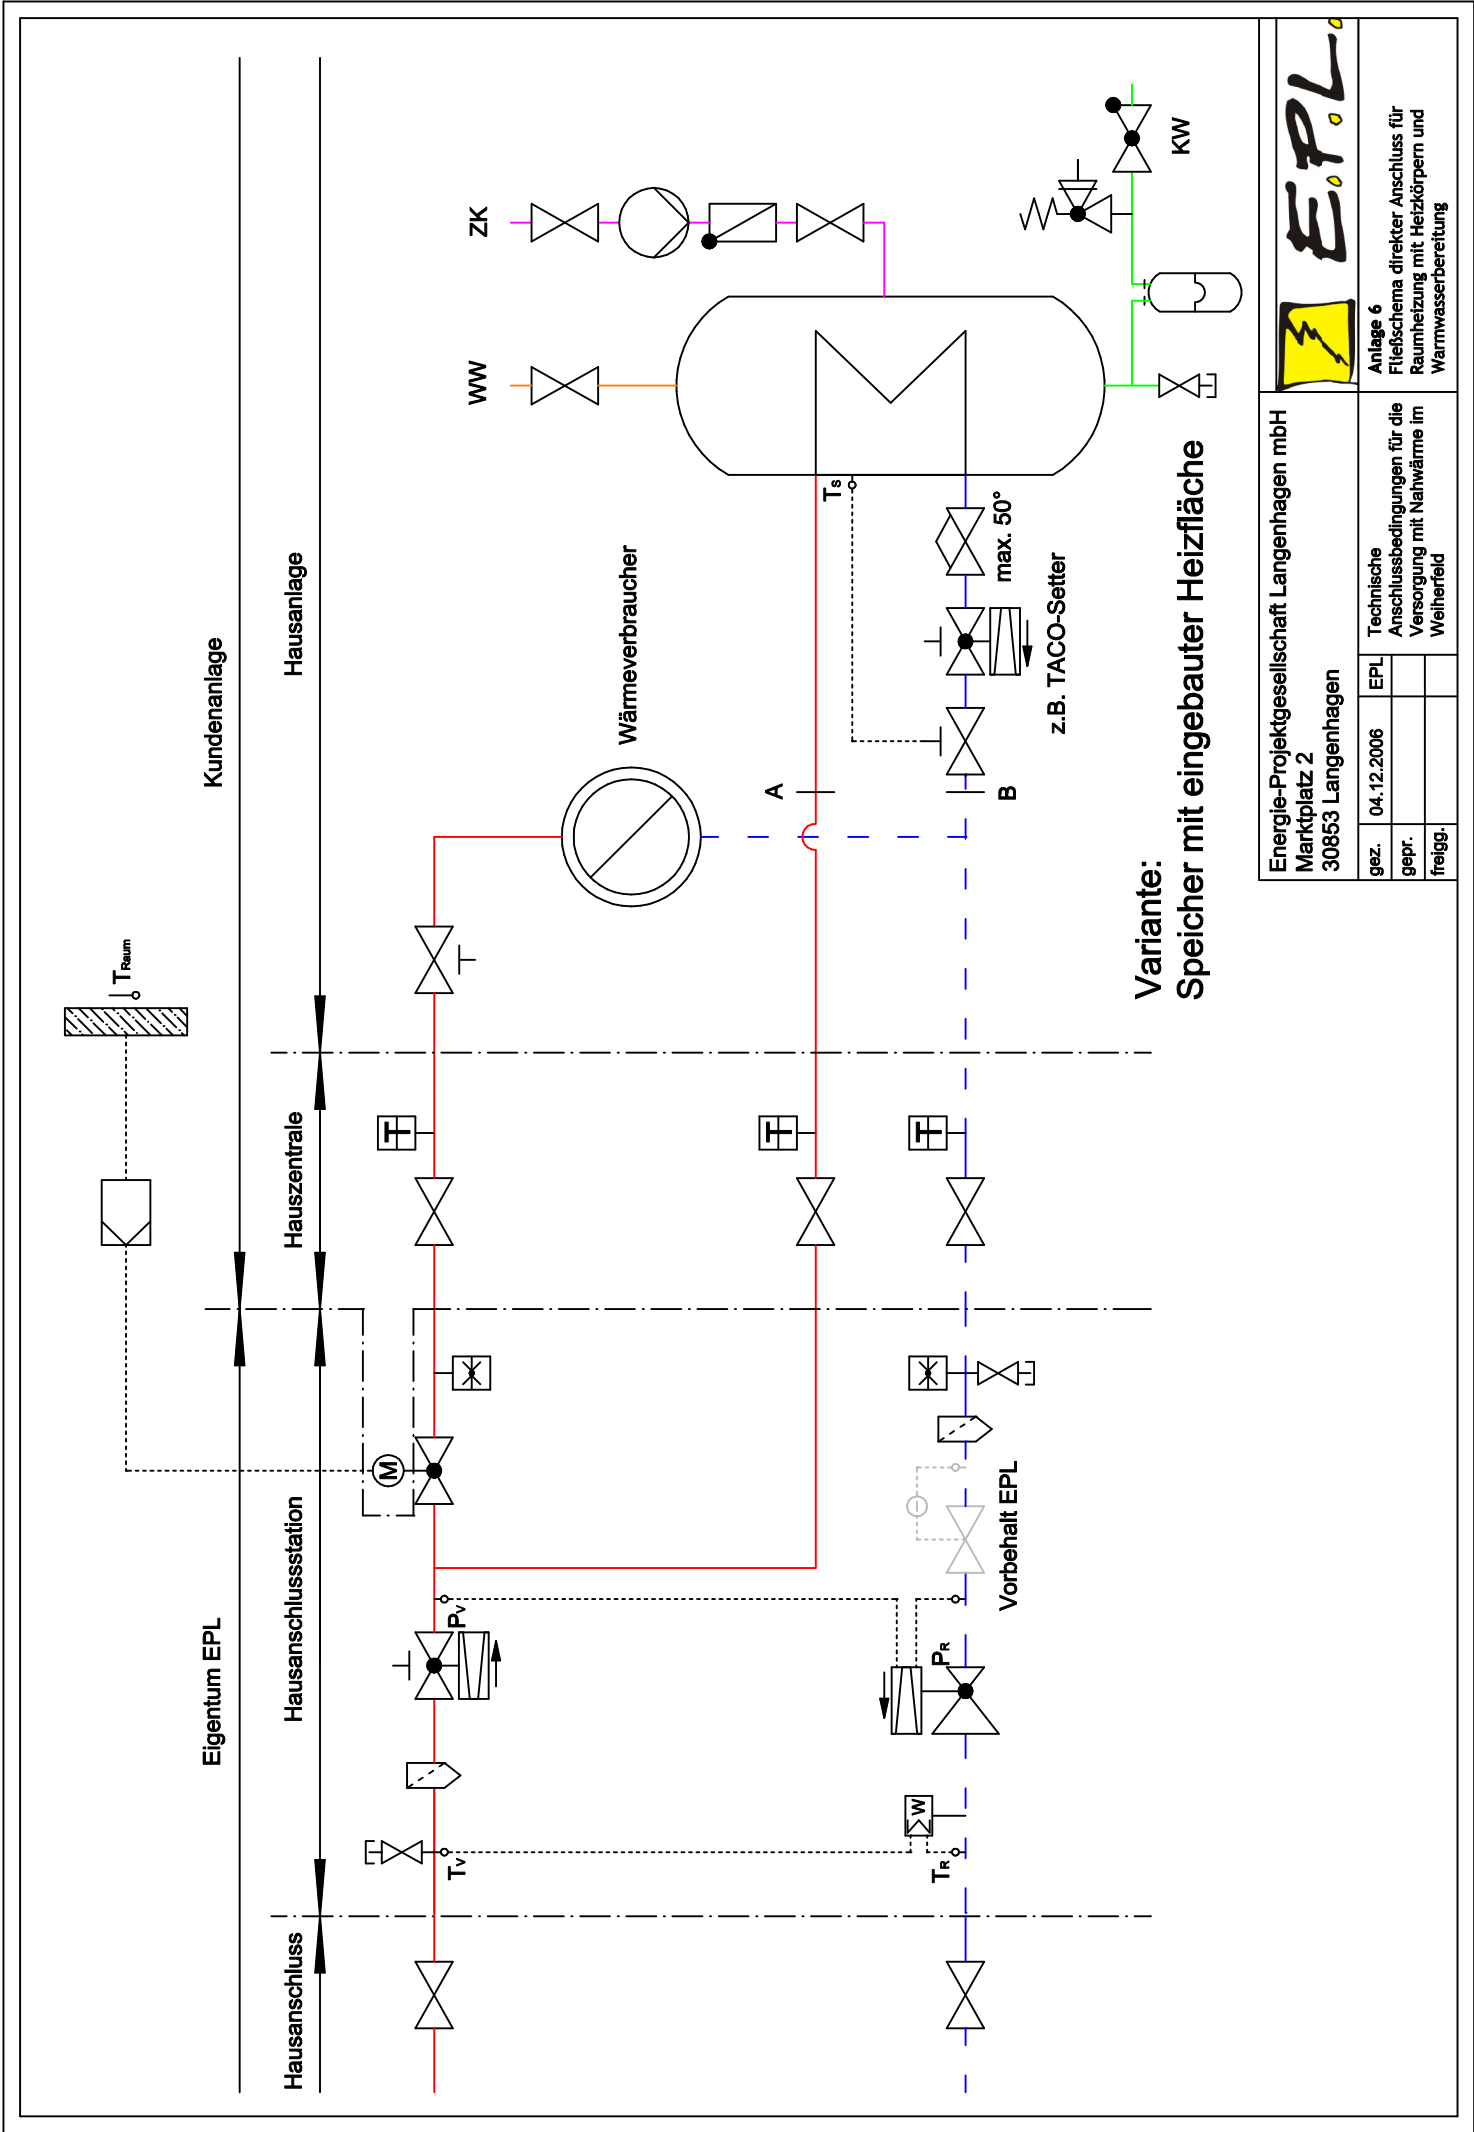 Eigentum EPL
Kundenanlage
Hausanschluss
Hausanschlussstation
Hauszentrale
Hausanlage
T Raum
M
T
T
T
WW
ZK
Wärmeverbraucher
A
B
TV
TR
W
PV
PR
Vorbehalt EPL
TS
max. 50°
z.B. TACO-Setter
KW
Variante:
Speicher mit eingebauter Heizfläche
Energie-Projektgesellschaft Langenhagen mbH
Marktplatz 2
30853 Langenhagen
E.P.L.
gez.
04.12.2006
EPL
gepr.
freigg.
Technische
Anschlussbedingungen für die
Versorgung mit Nahwärme im
Weiherfeld
Anlage 6
Fließschema direkter Anschluss für
Raumheizung mit Heizkörpern und
Warmwasserbereitung